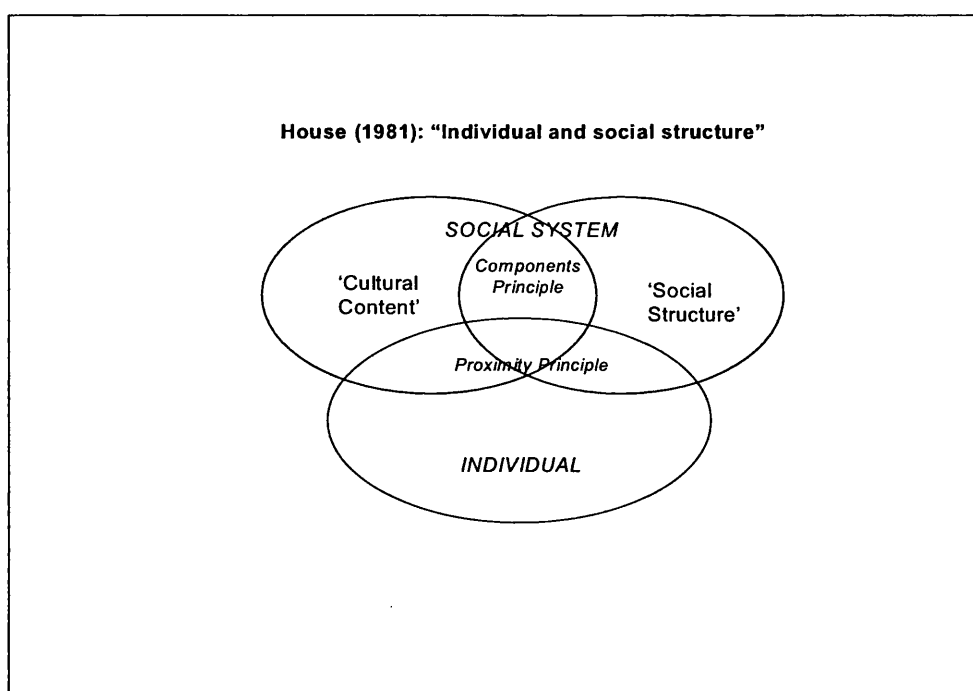 House (1981): “Individual and social structure”
SOCIAL SYSTEM
Components
Principle
‘Cultural
Content’
‘Social
Structure’
Proximity Principle
INDIVIDUAL